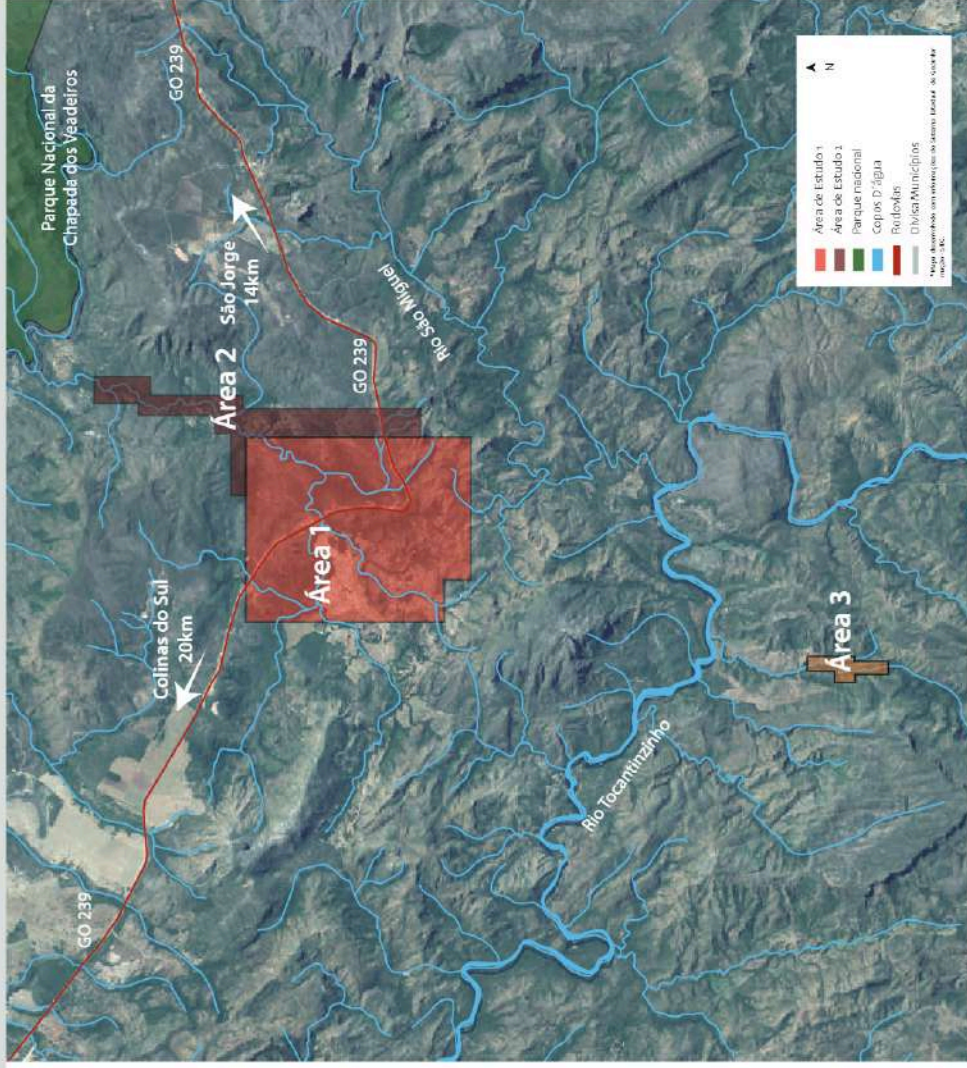 Parque Nacional da
Chapada dos Veadeiros
GO 239
Área 2
São Jorge
14km
Colinas do Sul
20km
GO 239
Rio São Miguel
Área 1
GO 239
Área 3
Rio Tocantinzinho
N
Área de Estudo 1
Área de Estudo 2
Parque nacional
Copos D'água
Rodovias
Divisa Municípios